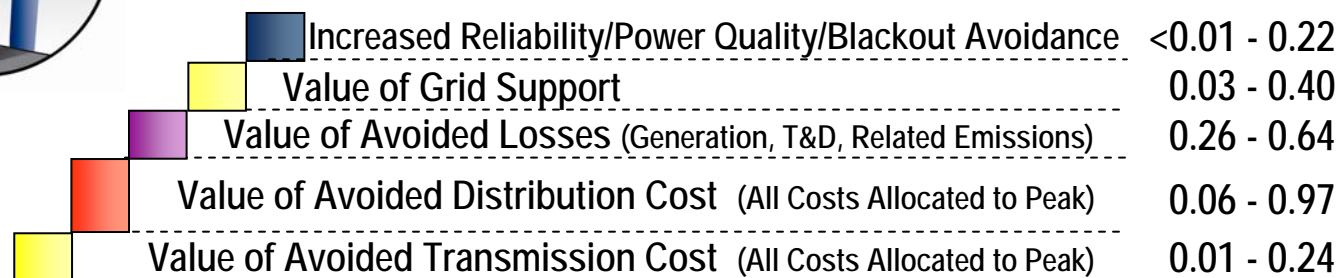 Increased Reliability/Power Quality/Blackout Avoidance <0.01 - 0.22
Value of Grid Support 0.03 - 0.40
Value of Avoided Losses (Generation, T&D, Related Emissions) 0.26 - 0.64
Value of Avoided Distribution Cost (All Costs Allocated to Peak) 0.06 - 0.97
Value of Avoided Transmission Cost (All Costs Allocated to Peak) 0.01 - 0.24